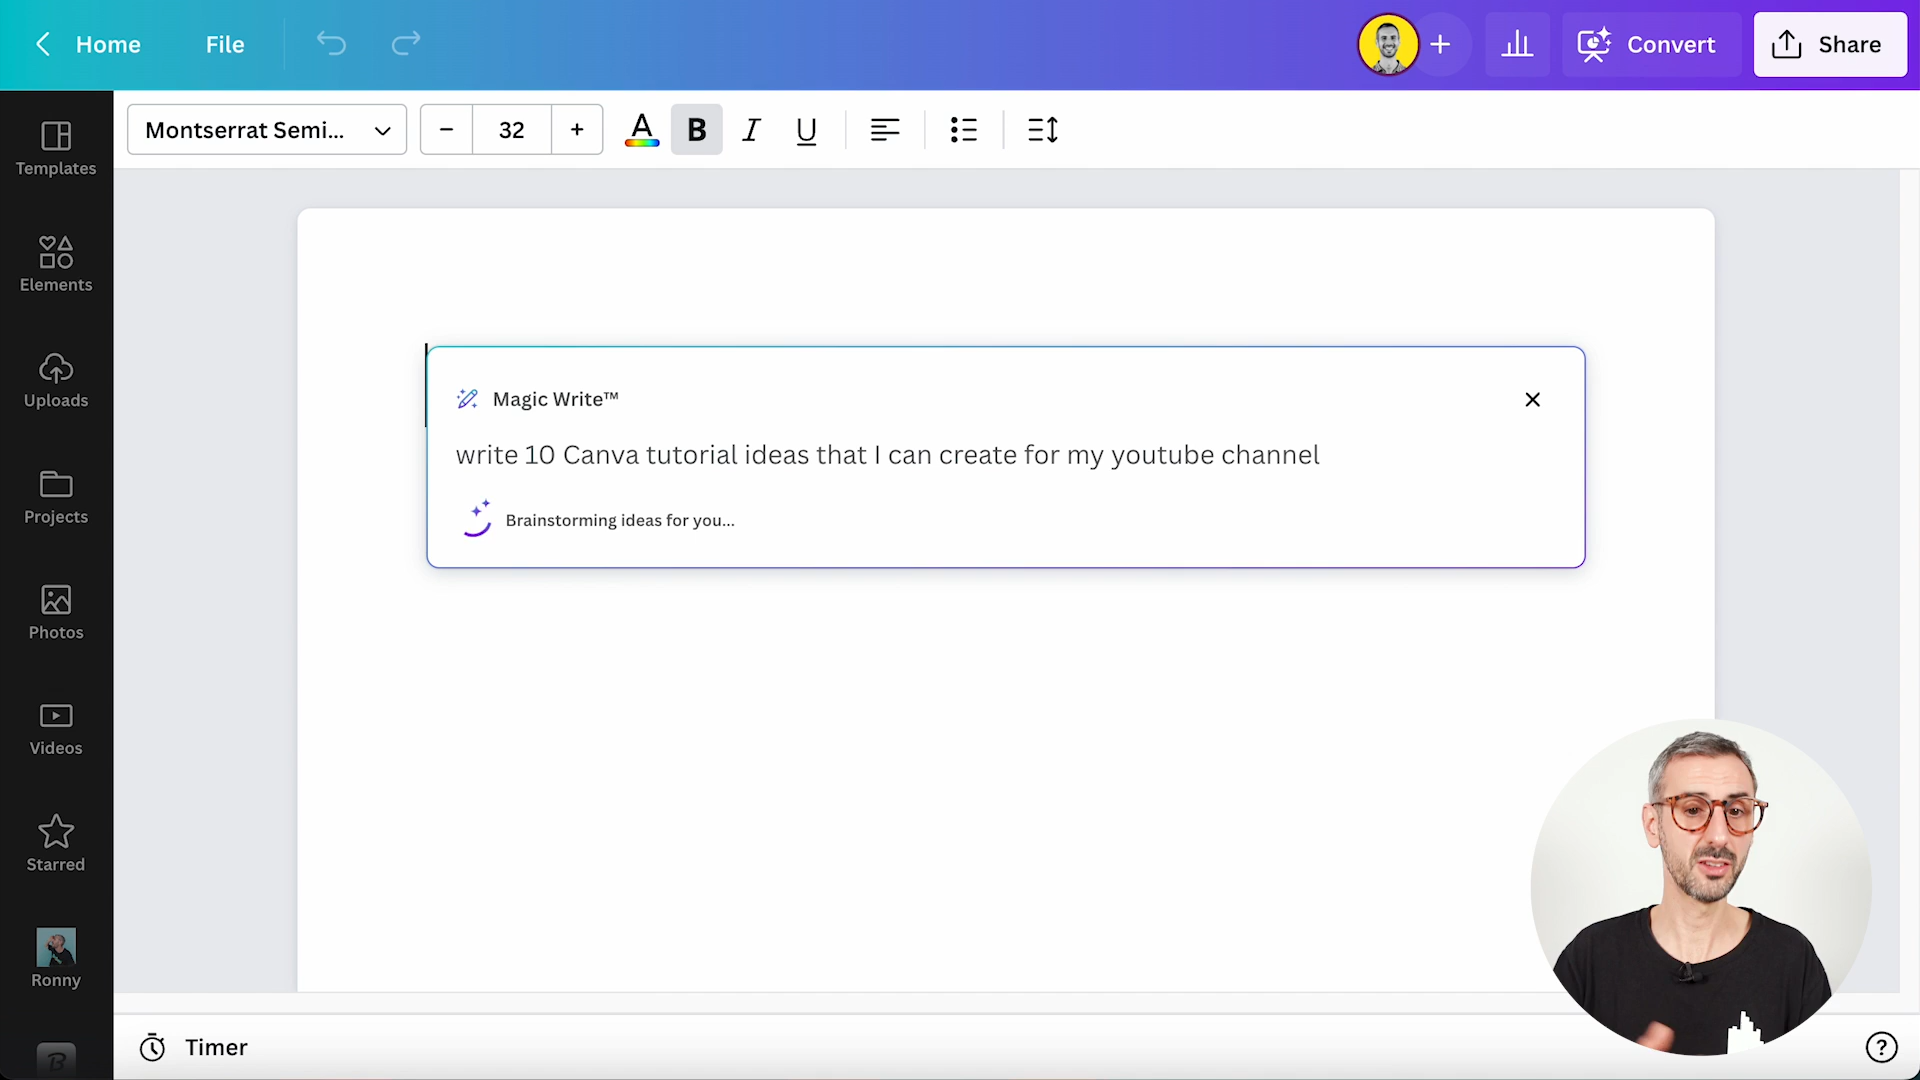 Home
File
Convert
Share
Montserrat Semi...
32
A
B
I
U
Templates
Elements
Uploads
Projects
Photos
Videos
Starred
Ronny
B
Magic Write™
write 10 Canva tutorial ideas that I can create for my youtube channel
Brainstorming ideas for you...
Timer
?